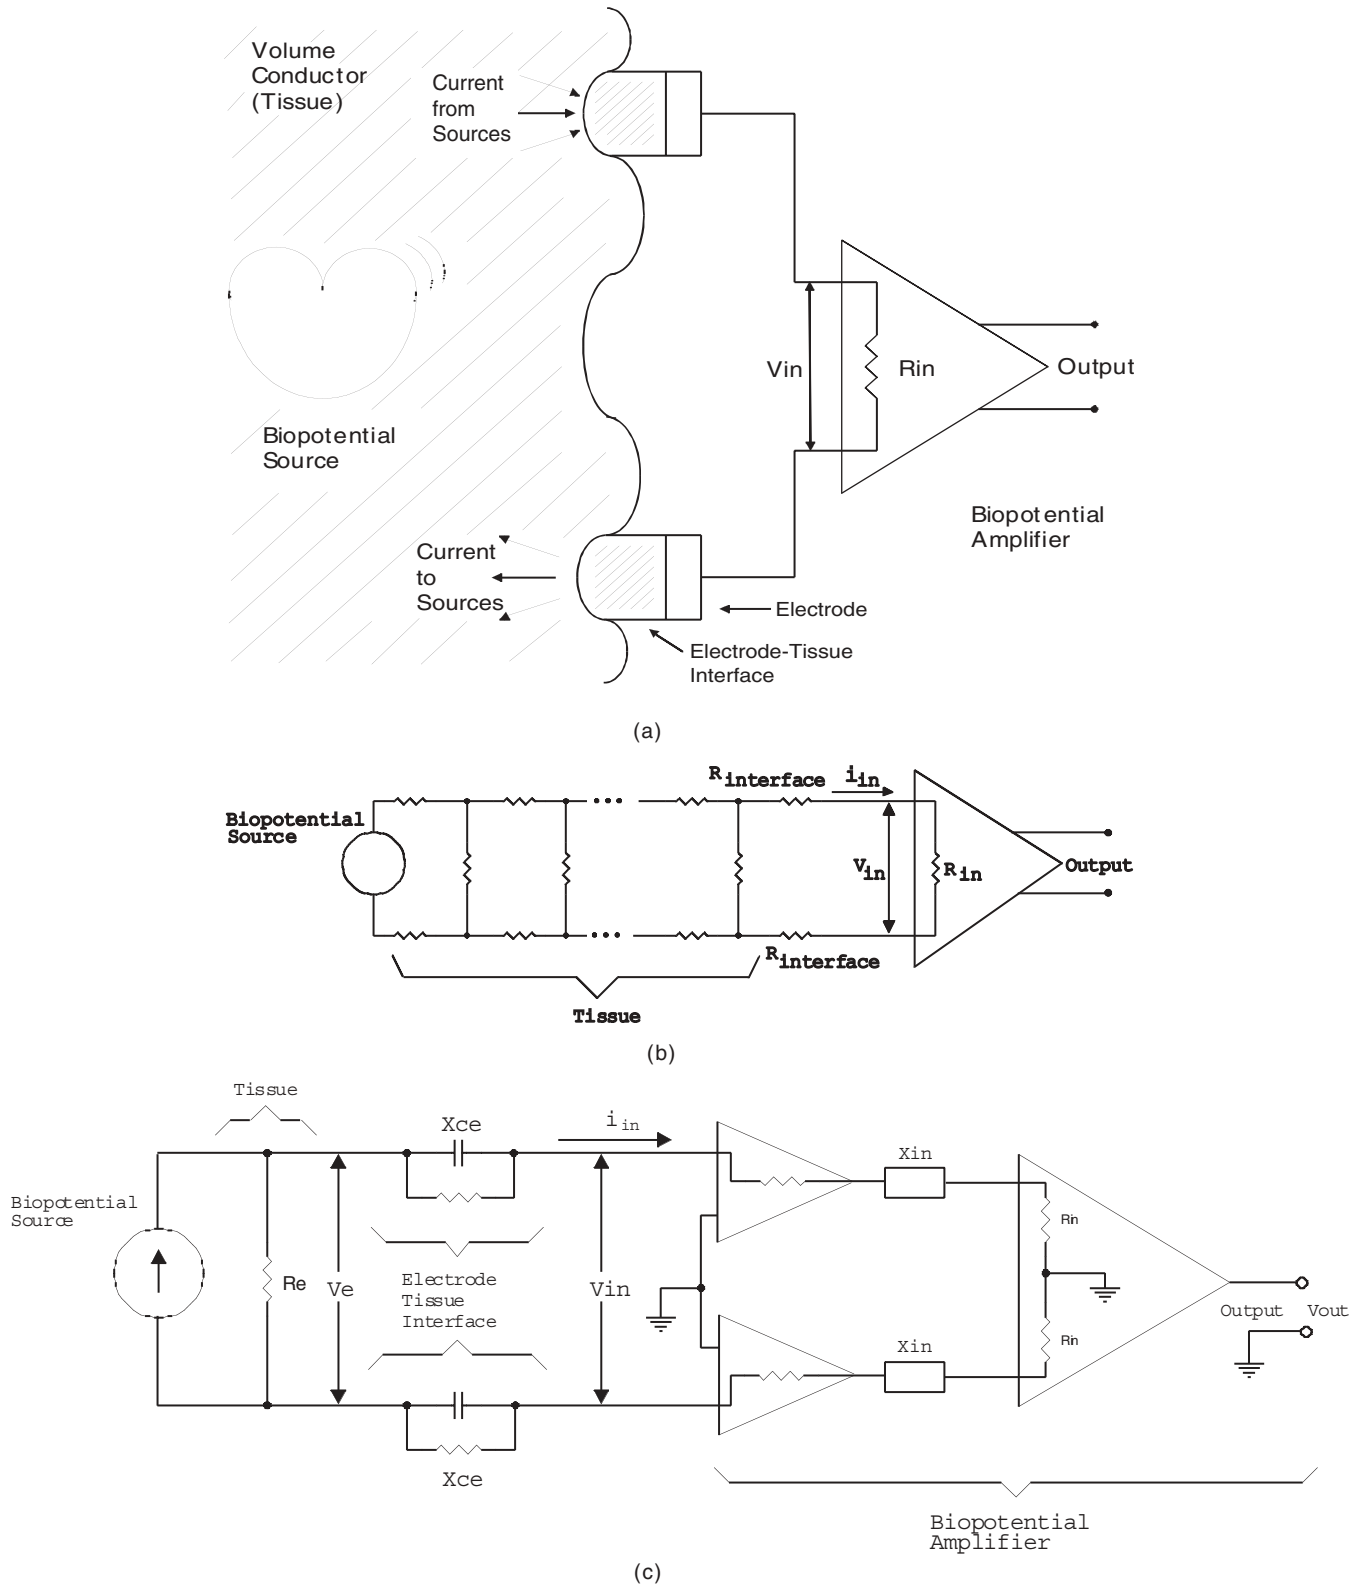 Volume
Conductor
(Tissue)
Current
from
Sources
Biopotential
Source
Current
to
Sources
Vin
Rin
Output
Biopotential
Amplifier
Electrode
Electrode-Tissue
Interface
(a)
Rinterface
iin
Biopotential
Source
Vin
Rin
Output
Rinterface
Tissue
(b)
Tissue
Xce
iin
Xin
Biopotential
Source
Rin
Re
Ve
Electrode
Tissue
Interface
Vin
Output
Vout
Xin
Rin
Xce
Biopotential
Amplifier
(c)